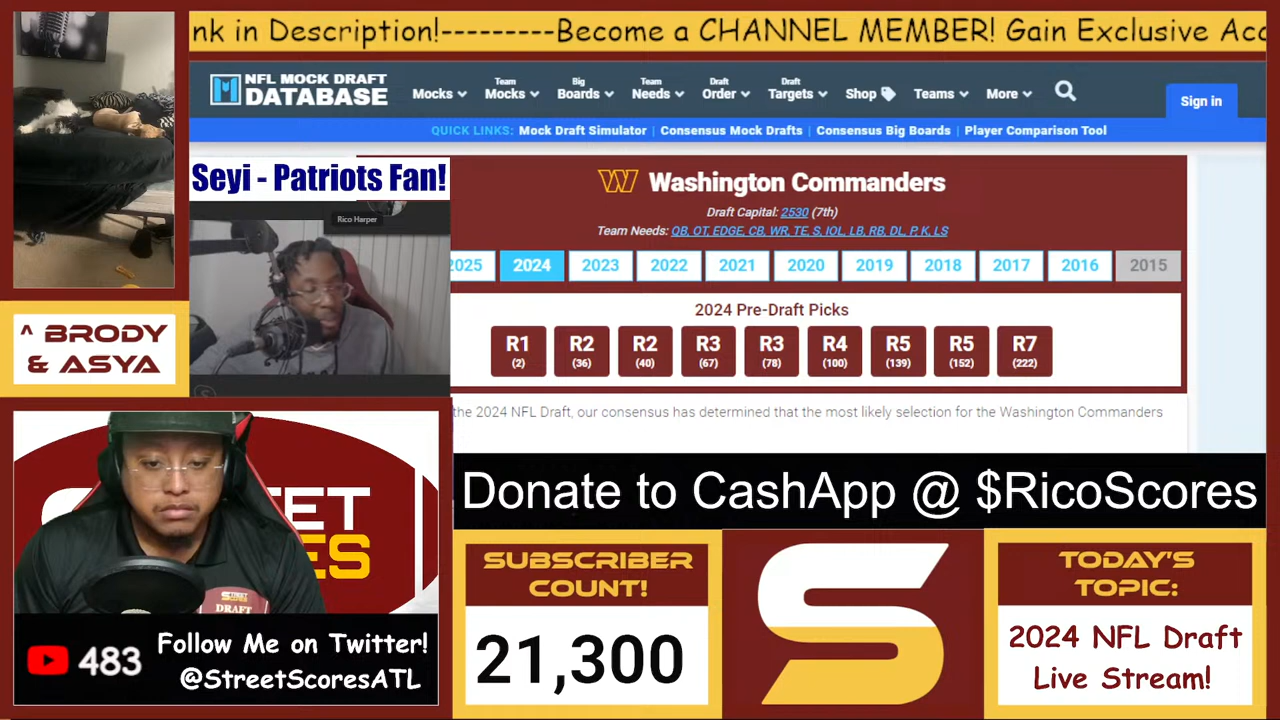 nk in Description!---------Become a CHANNEL MEMBER! Gain Exclusive Acc
NFL MOCK DRAFT
DATABASE
Mocks
Team
Mocks
Big
Boards
Team
Needs
Draft
Order
Draft
Targets
Shop
Teams
More
Sign in
QUICK LINKS: Mock Draft Simulator | Consensus Mock Drafts | Consensus Big Boards | Player Comparison Tool
Seyi - Patriots Fan!
Rico Harper
W Washington Commanders
Draft Capital: 2530 (7th)
Team Needs: QB, OT, EDGE, CB, WR, TE, S, IOL, LB, RB, DL, P, K, LS
2025 2024 2023 2022 2021 2020 2019 2018 2017 2016 2015
2024 Pre-Draft Picks
R1 R2 R2 R3 R3 R4 R5 R5 R7
(2) (36) (40) (67) (78) (100) (139) (152) (222)
the 2024 NFL Draft, our consensus has determined that the most likely selection for the Washington Commanders
^ BRODY
& ASYA
Donate to CashApp @ $RicoScores
SUBSCRIBER
COUNT!
21,300
S
TODAY'S
TOPIC:
2024 NFL Draft
Live Stream!
STREET
SCORES
DRAFT
483
Follow Me on Twitter!
@StreetScoresATL